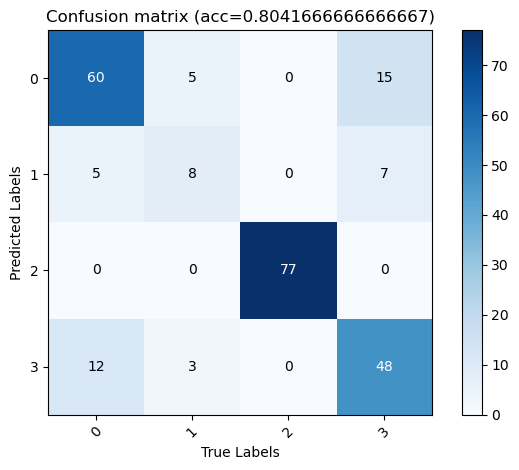 Confusion matrix (acc=0.8041666666666667)
Predicted Labels
0 60 5 0 15
1 5 8 0 7
2 0 0 77 0
3 12 3 0 48
0 1 2 3
True Labels
70
60
50
40
30
20
10
0